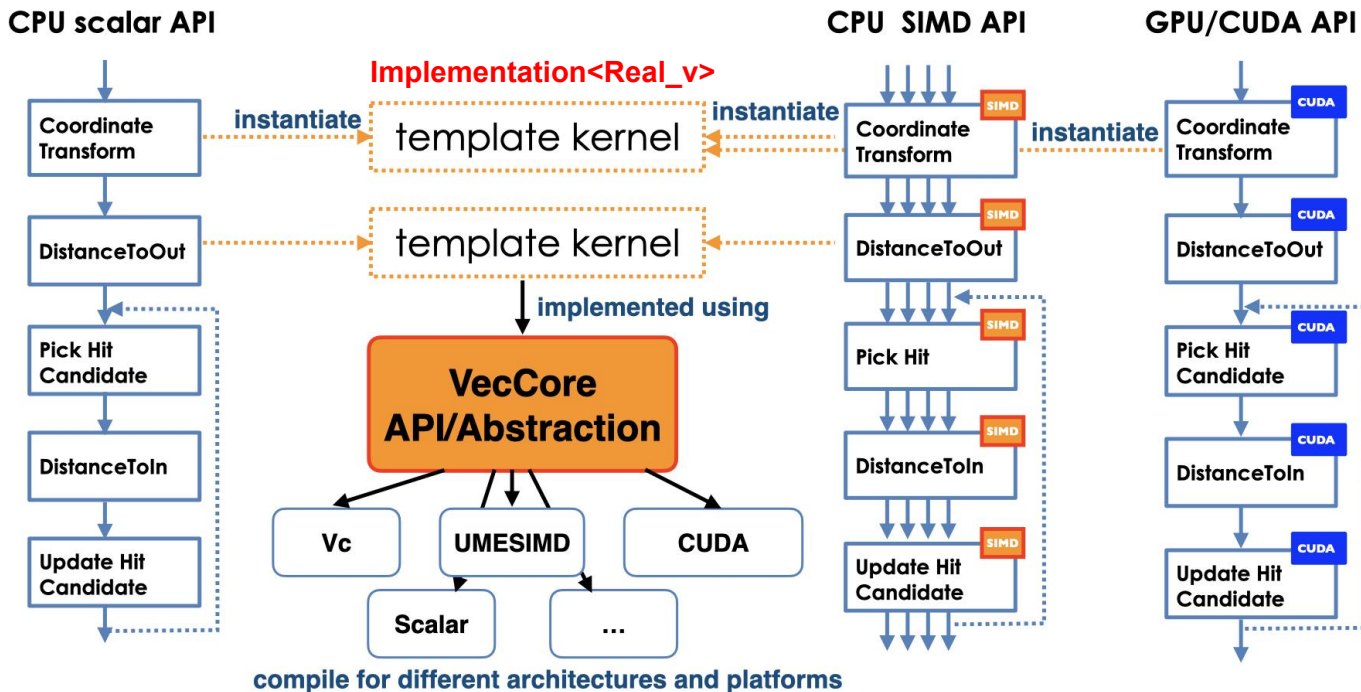 CPU scalar API
CPU SIMD API
GPU/CUDA API
Implementation<Real_v>
Coordinate
Transform
instantiate
template kernel
instantiate
SIMD
Coordinate
Transform
instantiate
CUDA
Coordinate
Transform
DistanceToOut
template kernel
SIMD
DistanceToOut
CUDA
DistanceToOut
implemented using
Pick Hit
Candidate
VecCore
API/Abstraction
SIMD
Pick Hit
CUDA
Pick Hit
Candidate
DistanceToIn
SIMD
DistanceToIn
CUDA
DistanceToIn
Vc
UMESIMD
CUDA
Update Hit
Candidate
SIMD
Update Hit
Candidate
CUDA
Update Hit
Candidate
Scalar
...
compile for different architectures and platforms